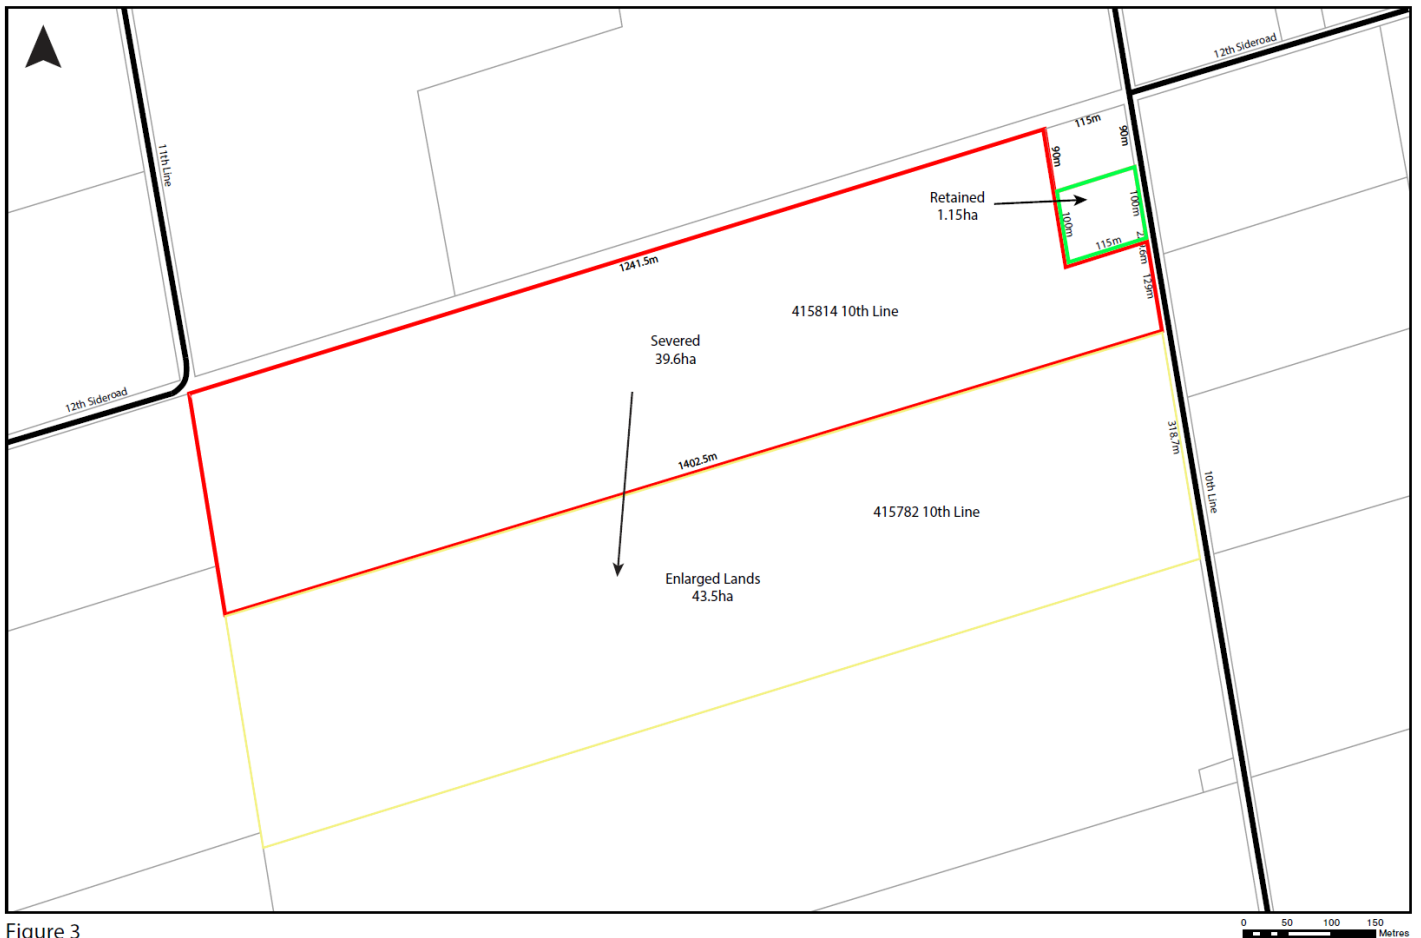 12th Sideroad
11th Line
115m
90m
90m
Retained
1.15ha
100m
100m
115m
129m
1241.5m
415814 10th Line
Severed
39.6ha
12th Sideroad
1402.5m
318.7m
10th Line
415782 10th Line
Enlarged Lands
43.5ha
Figure 3
0 50 100 150
Metres